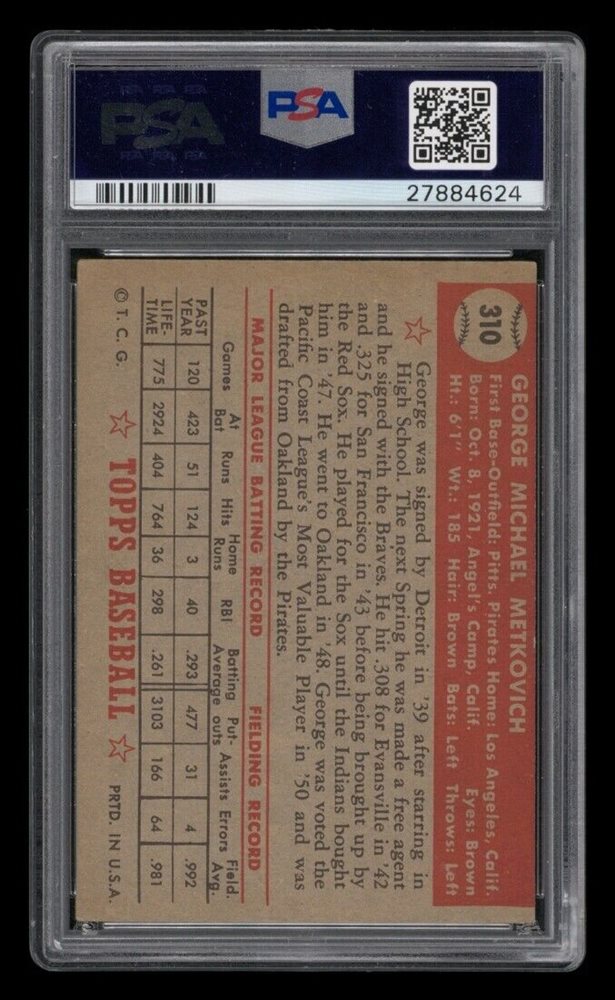 PSA PSA PSA
PSA
PSA PSA PSA
PSA
27884624
310
GEORGE MICHAEL METKOVICH
First Base-Outfield: Pitts. Pirates Home: Los Angeles, Calif.
Born: Oct. 8, 1921, Angel's Camp, Calif. Eyes: Brown
Ht.: 6'1" Wt.: 185 Hair: Brown Bats: Left Throws: Left
George was signed by Detroit in '39 after starring in
High School. The next Spring he was made a free agent
and he signed with the Braves. He hit .308 for Evansville in '42
and .325 for San Francisco in '43 before being brought up by
the Red Sox. He played for the Sox until the Indians bought
him in '47. He went to Oakland in '48. George was voted the
Pacific Coast League's Most Valuable Player in '50 and was
drafted from Oakland by the Pirates.
MAJOR LEAGUE BATTING RECORD FIELDING RECORD
Games At Bat Runs Hits Home Runs RBI Batting Average Put-outs Assists Errors Field. Avg.
PAST YEAR 120 423 51 124 3 40 .293 477 31 4 .992
LIFE-TIME 775 2924 404 764 36 298 .261 3103 166 64 .981
© T. C. G. ☆ TOPPS BASEBALL ☆ PRTD. IN U.S.A.